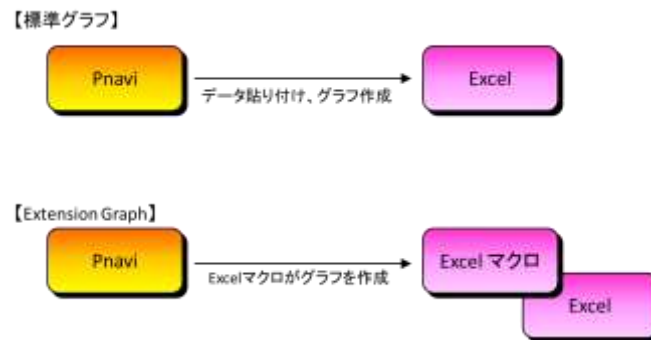 【標準グラフ】
Pnavi
データ貼り付け、グラフ作成
Excel
【Extension Graph】
Pnavi
Excelマクロがグラフを作成
Excel マクロ
Excel